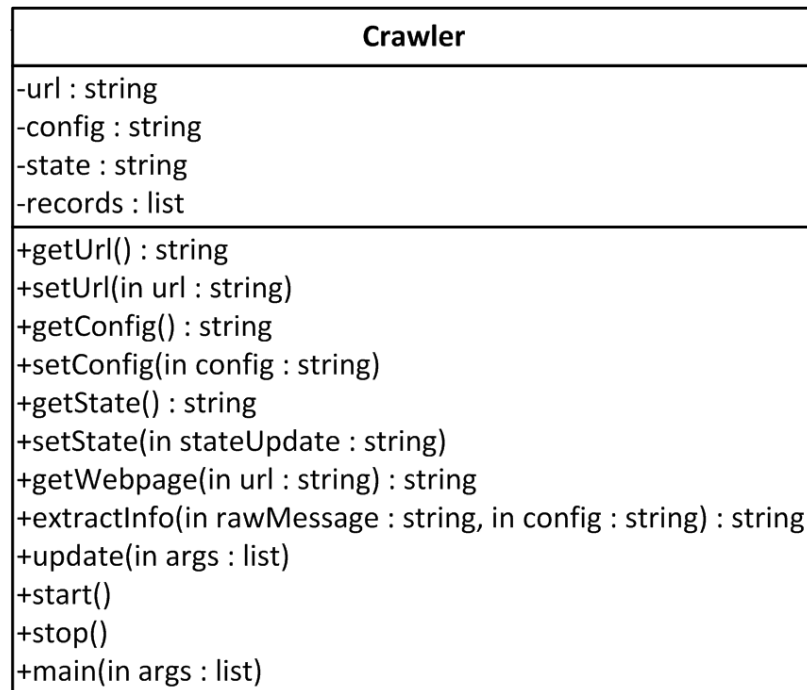 Crawler
-url : string
-config : string
-state : string
-records : list
+getUrl() : string
+setUrl(in url : string)
+getConfig() : string
+setConfig(in config : string)
+getState() : string
+setState(in stateUpdate : string)
+getWebpage(in url : string) : string
+extractInfo(in rawMessage : string, in config : string) : string
+update(in args : list)
+start()
+stop()
+main(in args : list)